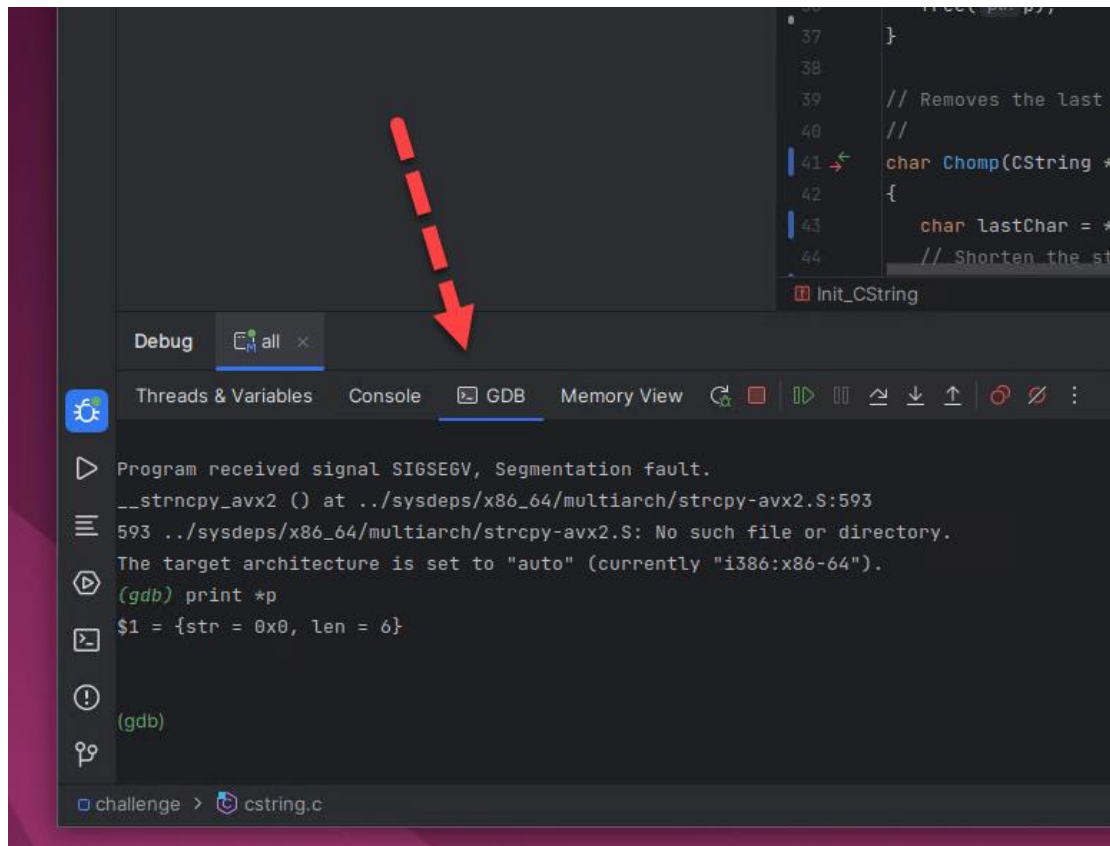 37 }
38
39 // Removes the last
40 //
41 char Chomp(CString *
42 {
43 char lastChar = *
44 // Shorten the st
Init_CString
Debug all
Threads & Variables Console GDB Memory View
Program received signal SIGSEGV, Segmentation fault.
__strncpy_avx2 () at ../sysdeps/x86_64/multiarch/strcpy-avx2.S:593
593 ../sysdeps/x86_64/multiarch/strcpy-avx2.S: No such file or directory.
The target architecture is set to "auto" (currently "i386:x86-64").
(gdb) print *p
$1 = {str = 0x0, len = 6}
(gdb)
challenge > cstring.c